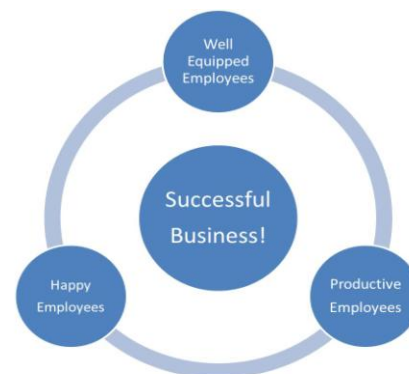 Well
Equipped
Employees
Successful
Business!
Happy
Employees
Productive
Employees